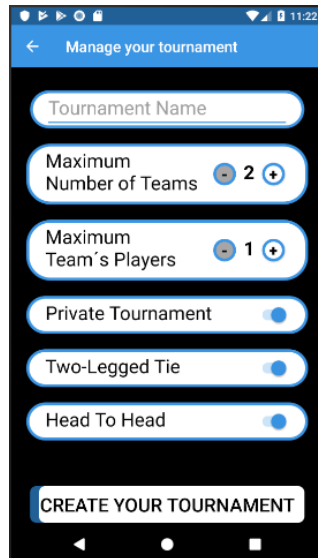 11:22
Manage your tournament
Tournament Name
Maximum
Number of Teams
- 2 +
Maximum
Team´s Players
- 1 +
Private Tournament
Two-Legged Tie
Head To Head
CREATE YOUR TOURNAMENT